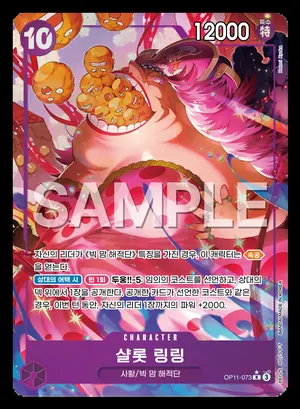 10
12000
특수
特
SAMPLE
자신의 리더가 《빅 맘 해적단》 특징을 가진 경우, 이 캐릭터는 속공
을 얻는다.
상대의 어택 시 턴 1회 두웅!!-5: 임의의 코스트를 선언하고, 상대의
덱 위에서 1장을 공개한다. 공개한 카드가 선언한 코스트와 같은
경우, 이번 턴 동안, 자신의 리더 1장까지의 파워 +2000.
CHARACTER
샬롯 링링
사황/빅 맘 해적단
OP11-073